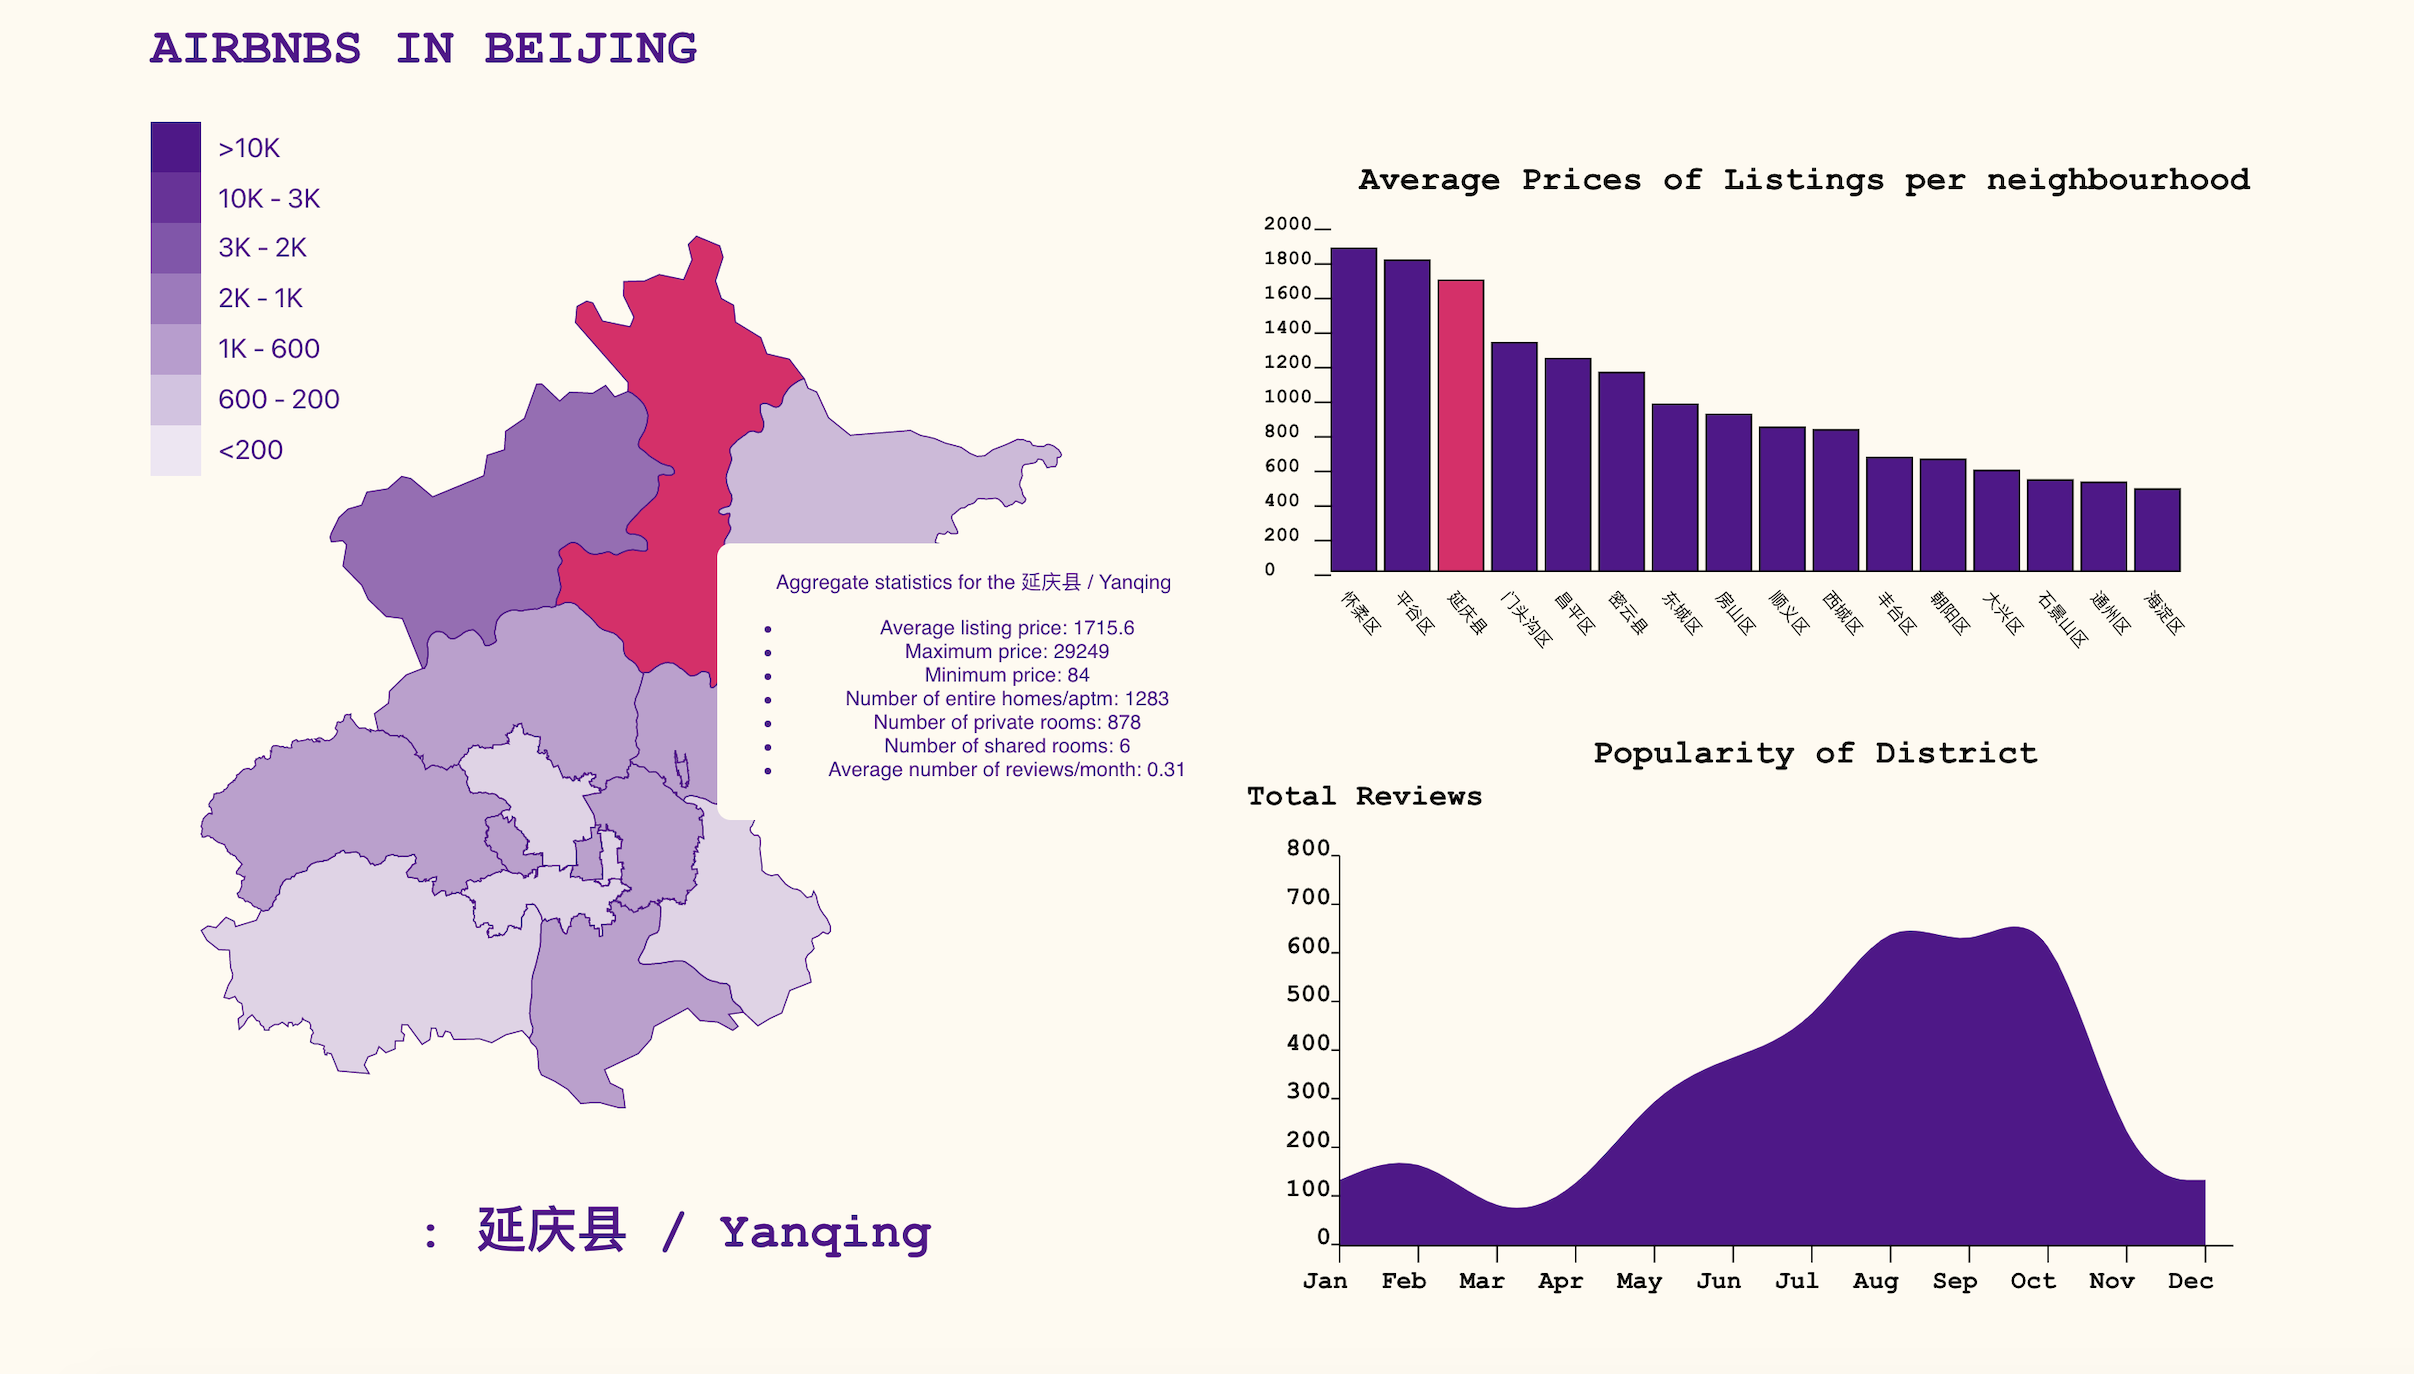 AIRBNBS IN BEIJING
>10K
10K - 3K
3K - 2K
2K - 1K
1K - 600
600 - 200
<200
Aggregate statistics for the 延庆县 / Yanqing
Average listing price: 1715.6
Maximum price: 29249
Minimum price: 84
Number of entire homes/aptm: 1283
Number of private rooms: 878
Number of shared rooms: 6
Average number of reviews/month: 0.31
: 延庆县 / Yanqing
Average Prices of Listings per neighbourhood
2000
1800
1600
1400
1200
1000
800
600
400
200
0
怀柔区
平谷区
延庆县
门头沟区
昌平区
密云县
东城区
房山区
顺义区
西城区
丰台区
朝阳区
大兴区
石景山区
通州区
海淀区
Popularity of District
Total Reviews
800
700
600
500
400
300
200
100
0
Jan Feb Mar Apr May Jun Jul Aug Sep Oct Nov Dec